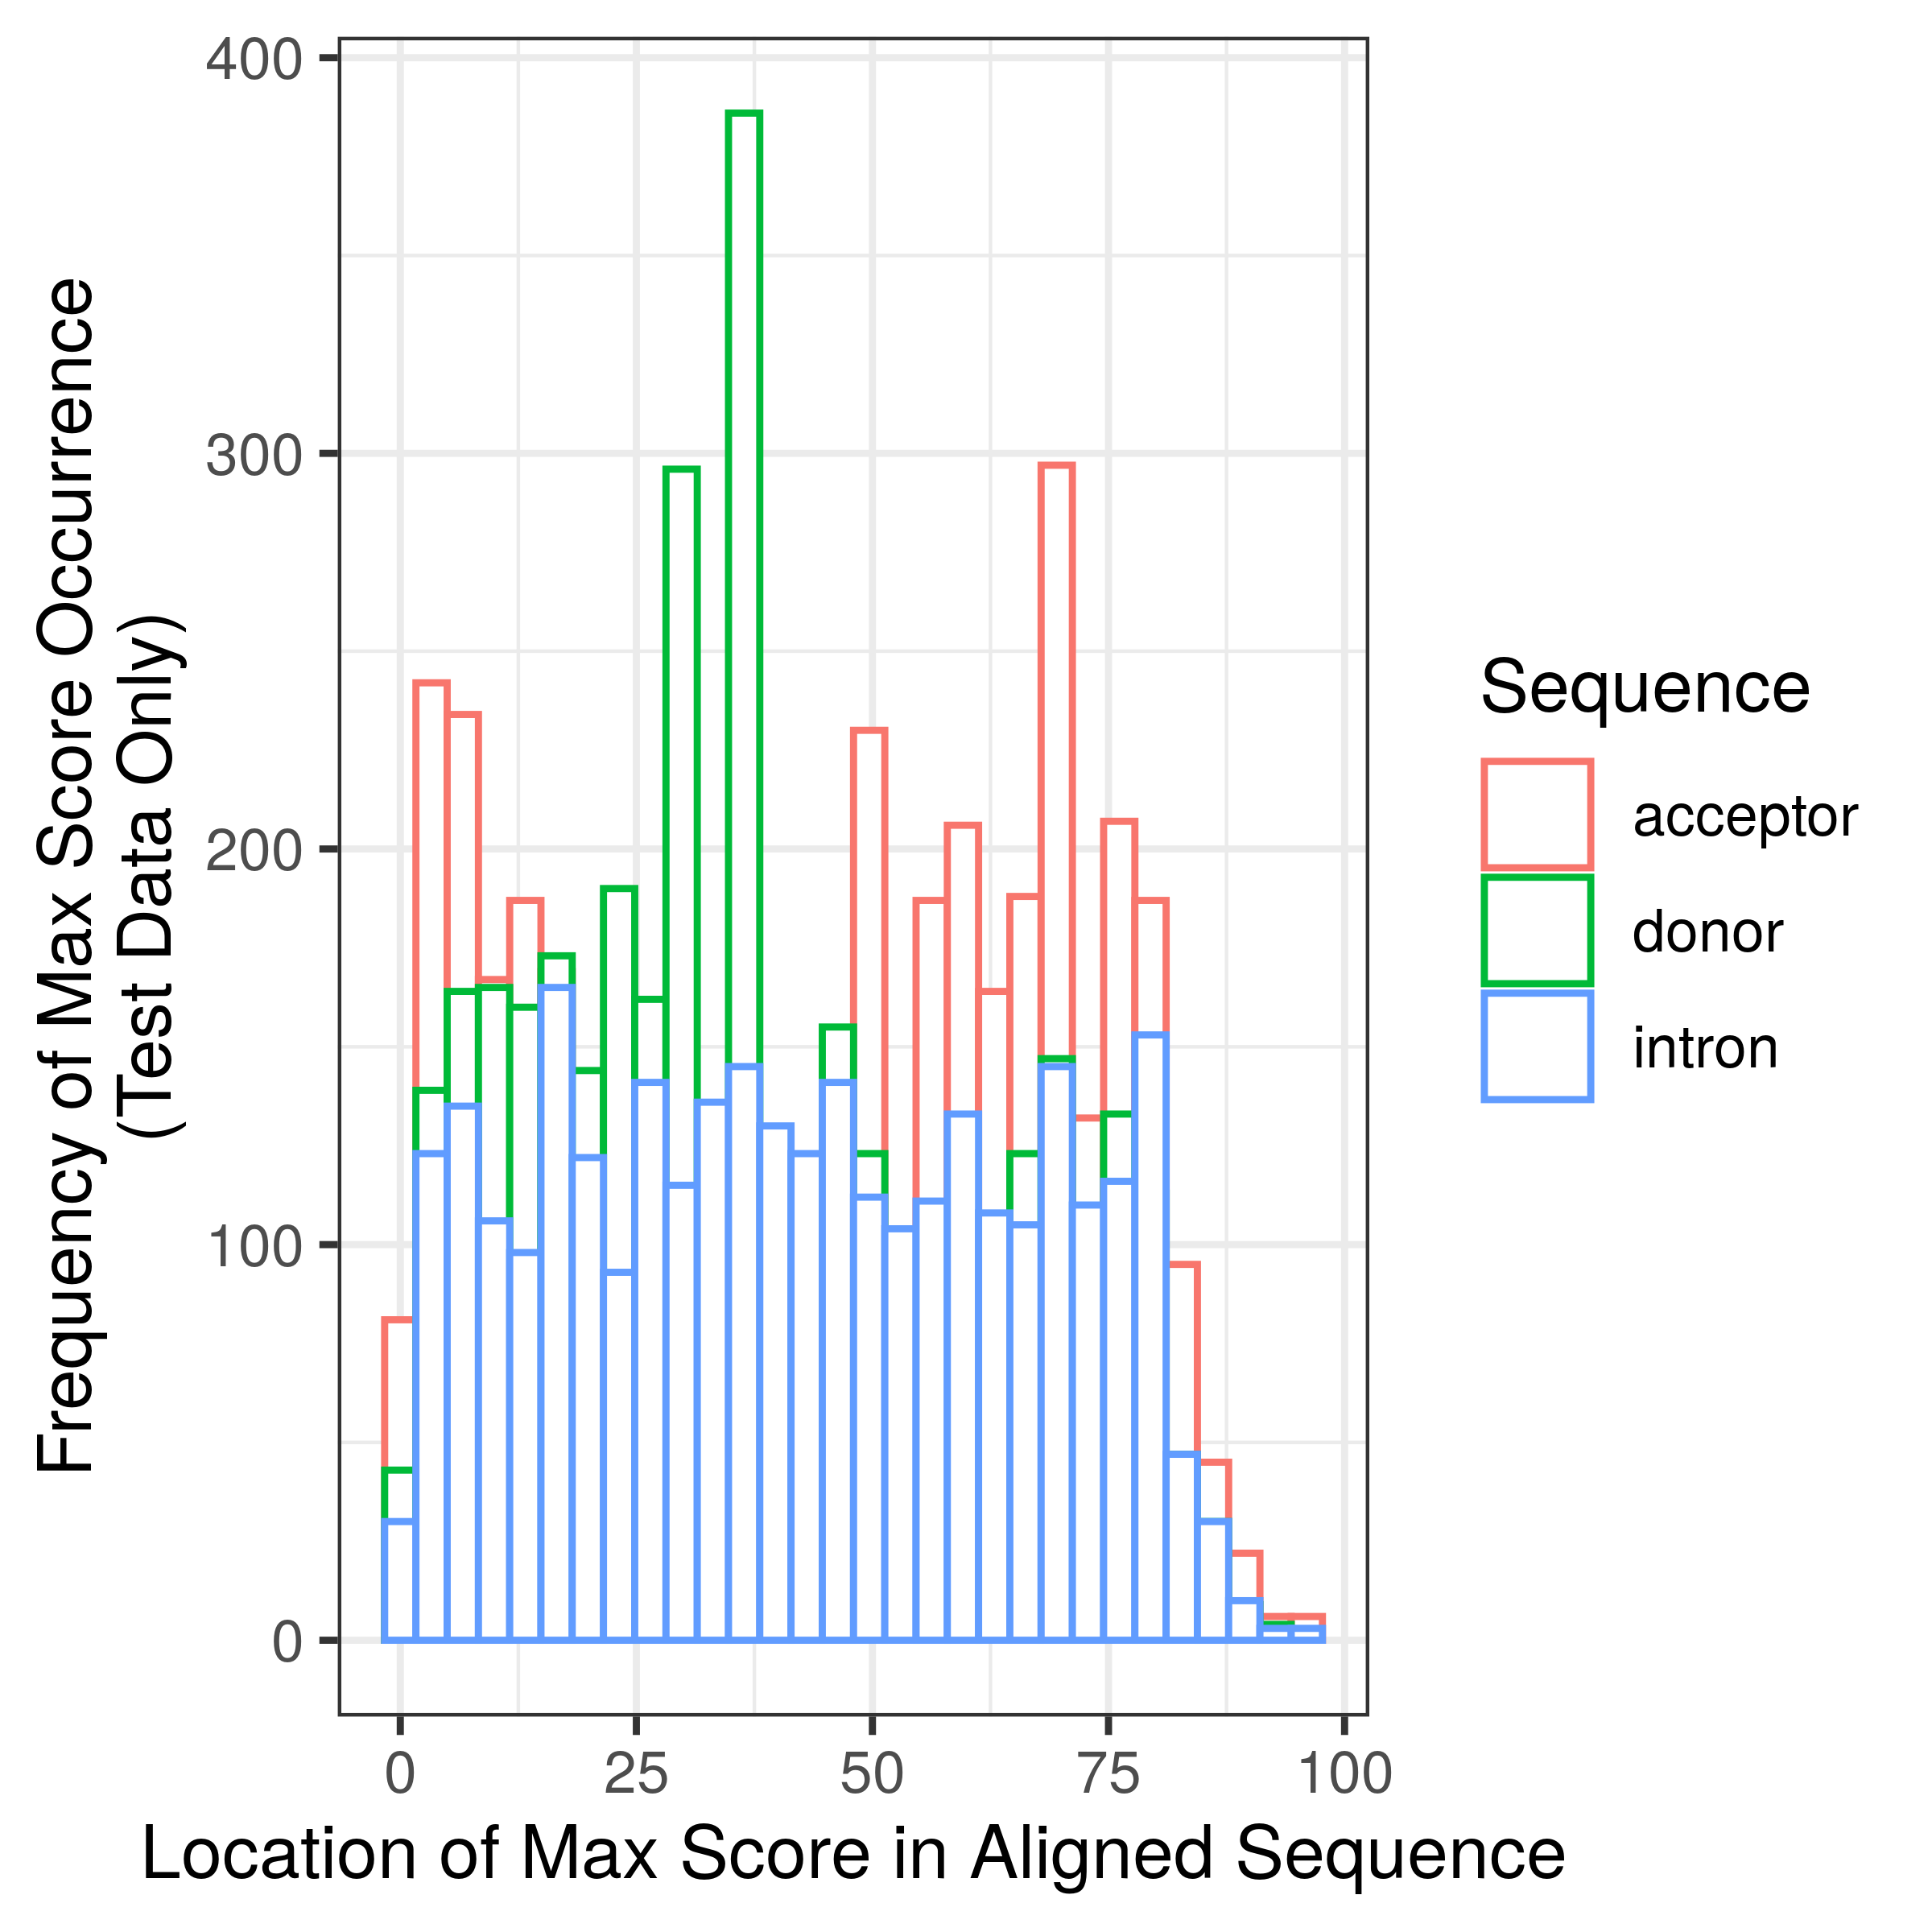 Frequency of Max Score Occurrence
(Test Data Only)
400
300
200
100
0
0 25 50 75 100
Location of Max Score in Aligned Sequence
Sequence
acceptor
donor
intron